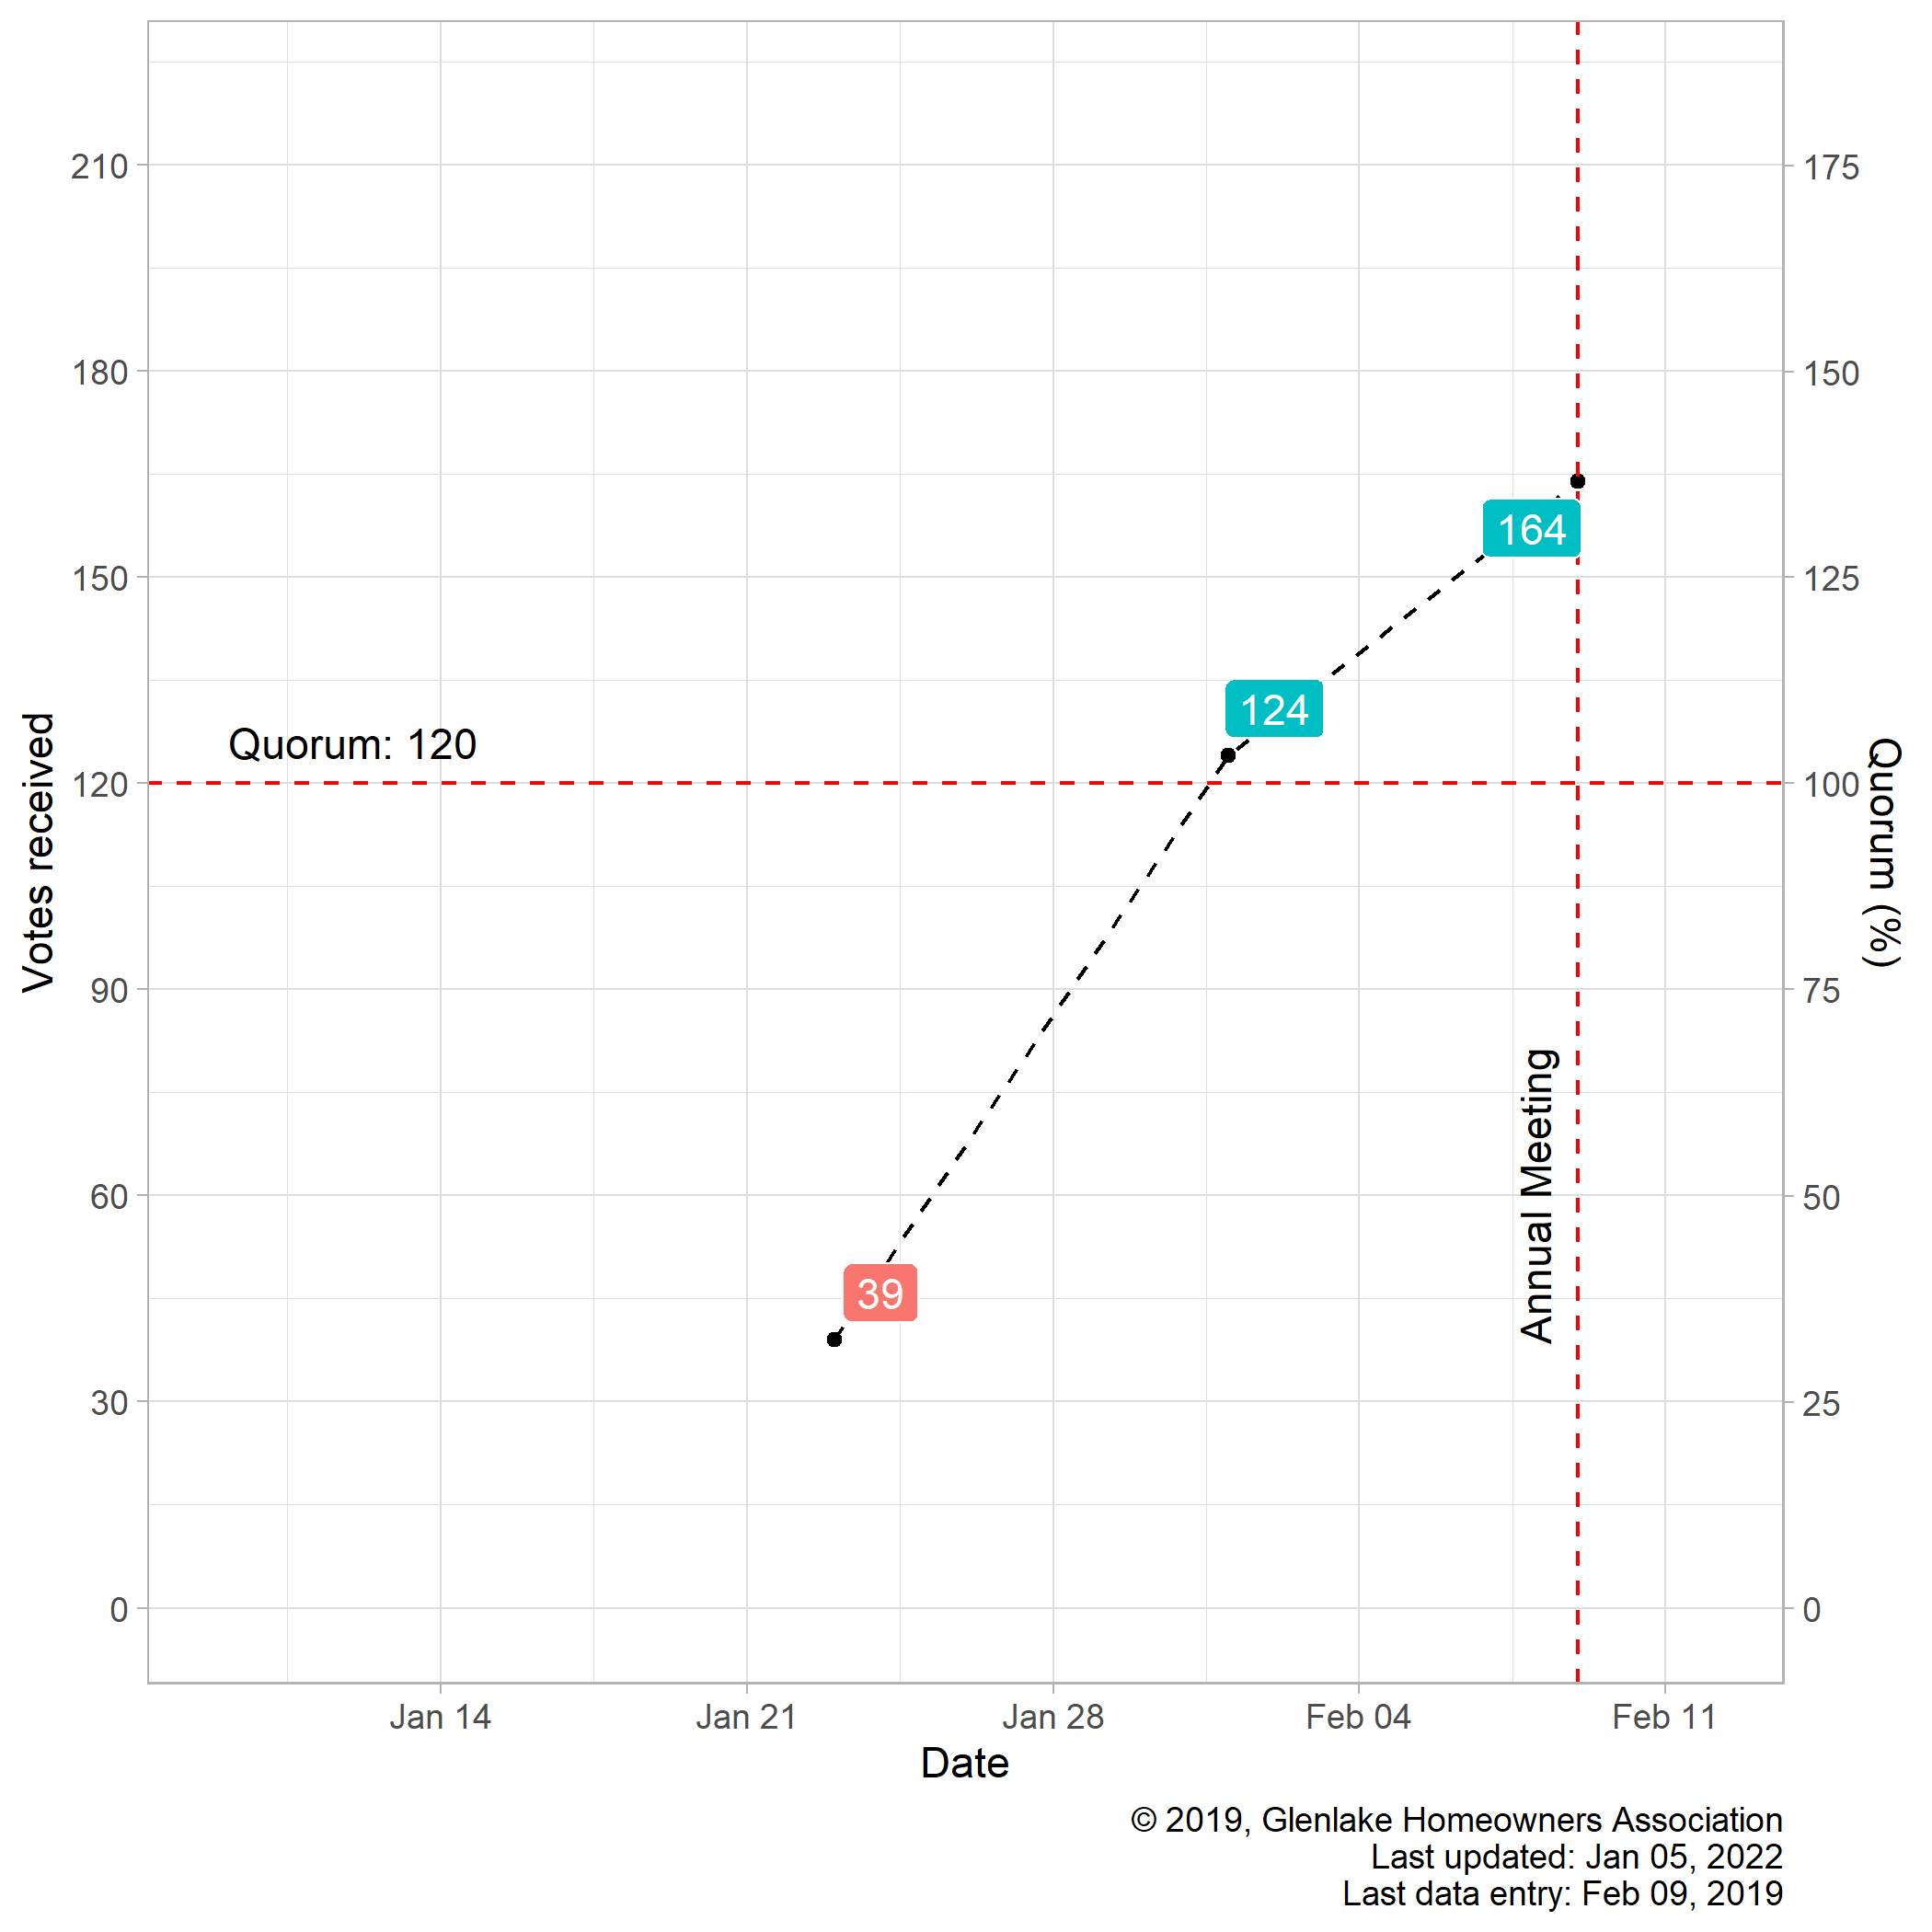 210
180
150
120
90
60
30
0
Votes received
175
150
125
100
75
50
25
0
Quorum (%)
Quorum: 120
164
124
39
Annual Meeting
Jan 14
Jan 21
Jan 28
Feb 04
Feb 11
Date
© 2019, Glenlake Homeowners Association
Last updated: Jan 05, 2022
Last data entry: Feb 09, 2019